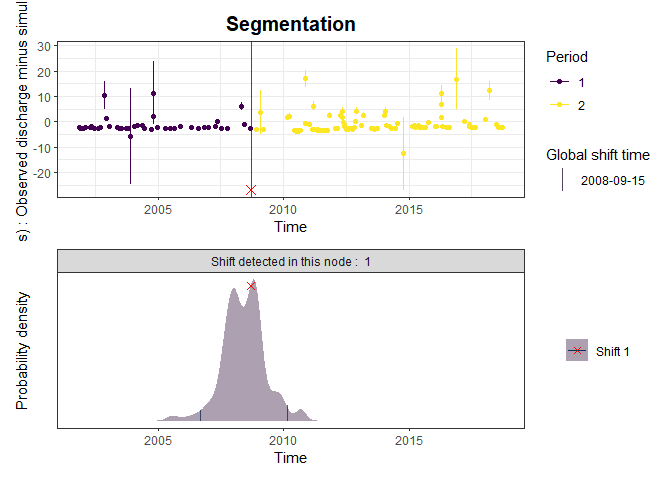 Segmentation
s) : Observed discharge minus simul
30
20
10
0
-10
-20
2005
2010
2015
Time
Period
1
2
Global shift time
2008-09-15
Shift detected in this node : 1
Probability density
2005
2010
2015
Time
Shift 1